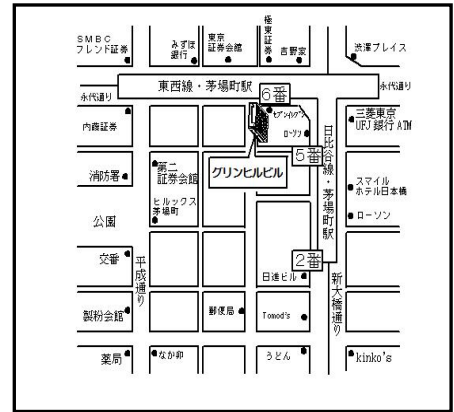 SMBC
フレンド証券
みずほ
銀行
東京
証券会館
極東証券
吉野家
渋澤プレイス
東西線・茅場町駅
永代通り
永代通り
6番
内藤証券
セブンイレブン
ローソン
5番
三菱東京
UFJ銀行ATM
日比谷線・茅場町駅
消防署
第二
証券会館
グリンヒルビル
スマイル
ホテル日本橋
ヒルックス
茅場町
ローソン
公園
交番
平成通り
2番
日進ビル
新大橋通り
製粉会館
郵便局
Tomod's
薬局
なか卯
うどん
kinko's